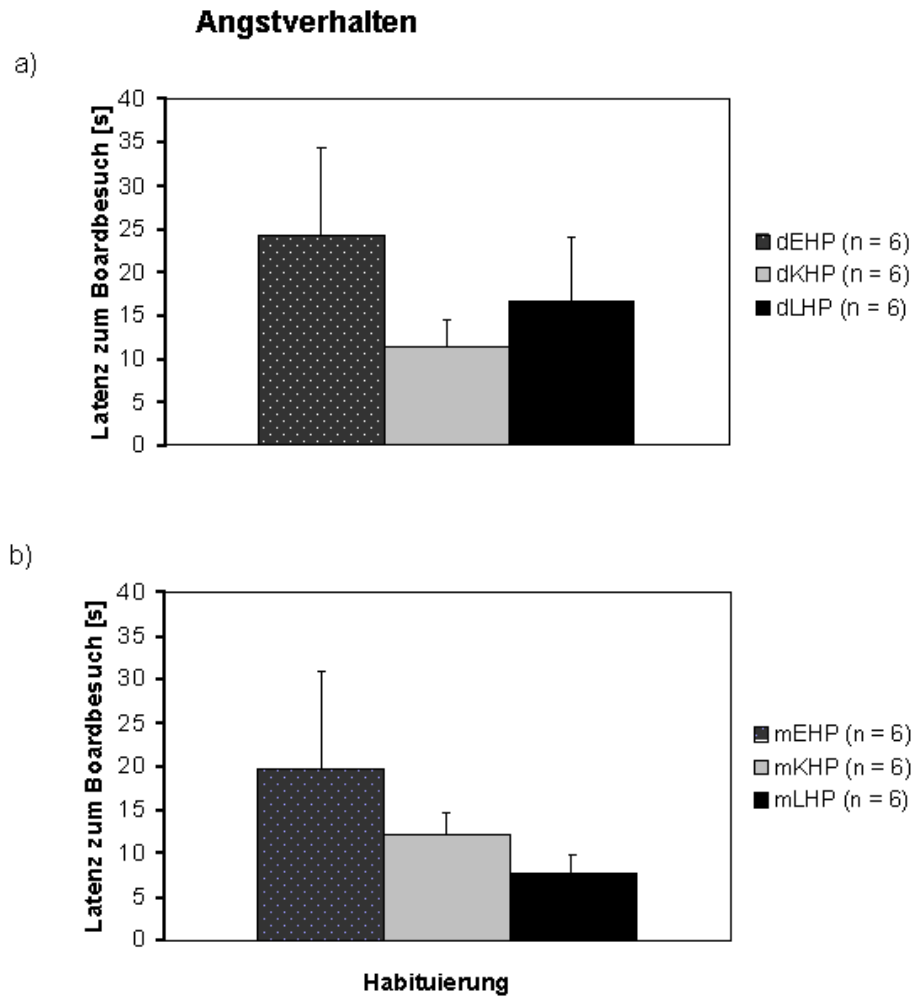 Angstverhalten
a)
Latenz zum Boardbesuch [s]
40
35
30
25
20
15
10
5
0
dEHP (n = 6)
dKHP (n = 6)
dLHP (n = 6)
b)
Latenz zum Boardbesuch [s]
40
35
30
25
20
15
10
5
0
mEHP (n = 6)
mKHP (n = 6)
mLHP (n = 6)
Habituierung